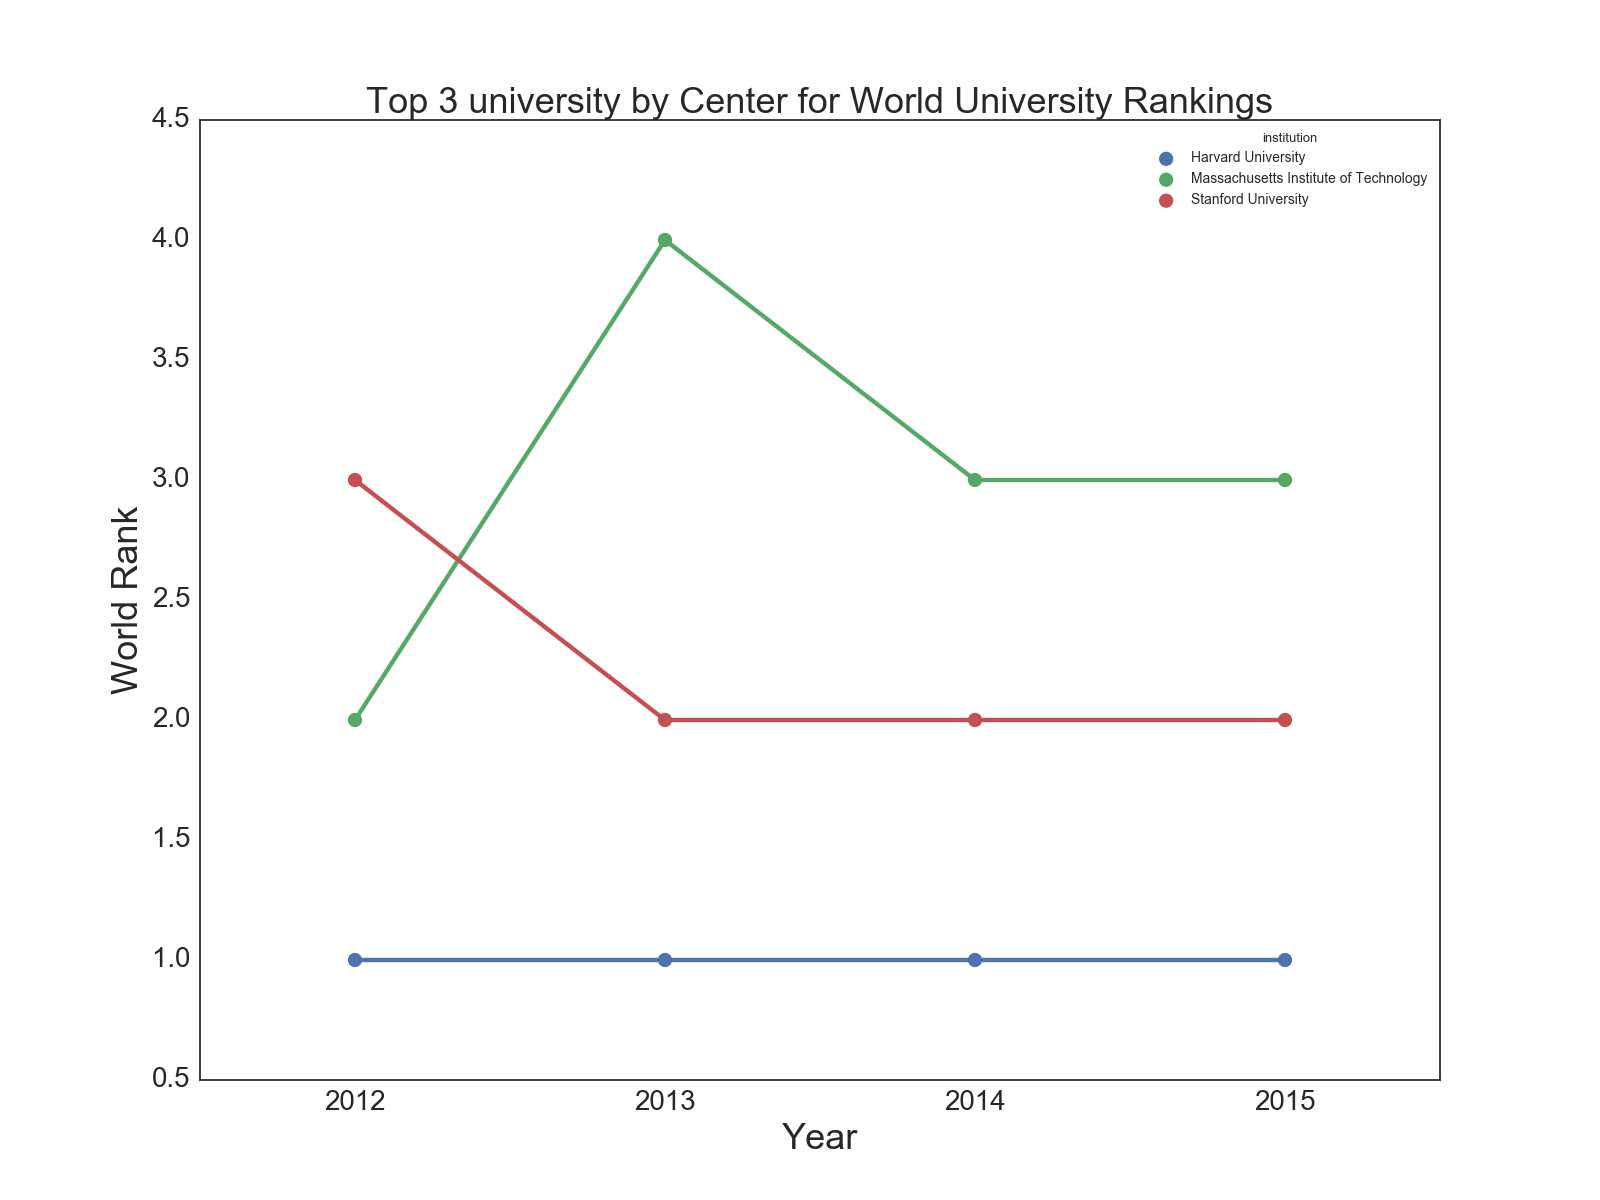 Top 3 university by Center for World University Rankings
institution
Harvard University
Massachusetts Institute of Technology
Stanford University
World Rank
4.5
4.0
3.5
3.0
2.5
2.0
1.5
1.0
0.5
2012 2013 2014 2015
Year